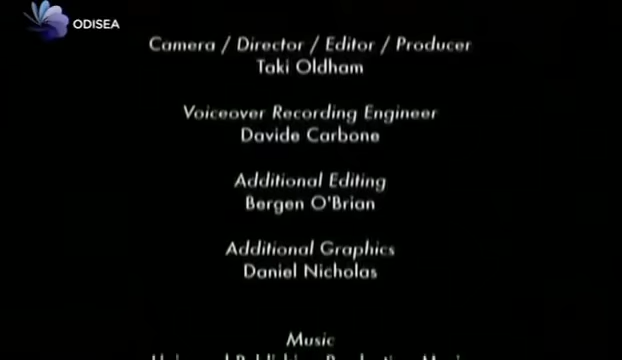 ODISEA
Camera / Director / Editor / Producer
Taki Oldham
Voiceover Recording Engineer
Davide Carbone
Additional Editing
Bergen O'Brian
Additional Graphics
Daniel Nicholas
Music